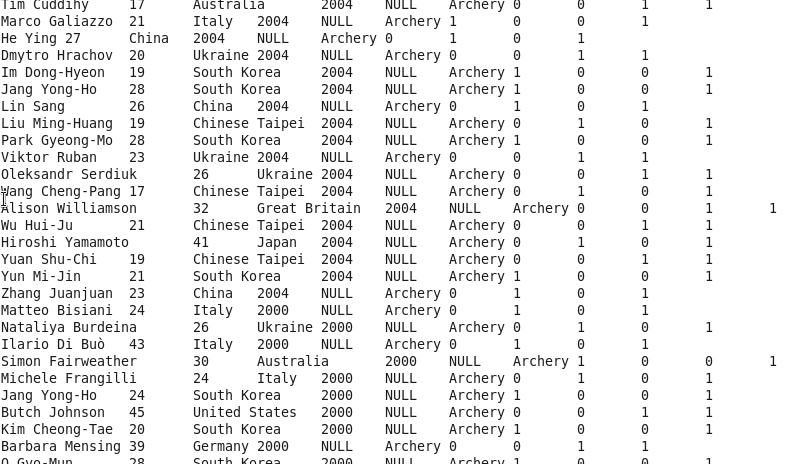 Tim Cuddihy 17 Australia 2004 NULL Archery 0 0 1 1
Marco Galiazzo 21 Italy 2004 NULL Archery 1 0 0 1
He Ying 27 China 2004 NULL Archery 0 1 0 1
Dmytro Hrachov 20 Ukraine 2004 NULL Archery 0 0 1 1
Im Dong-Hyeon 19 South Korea 2004 NULL Archery 1 0 0 1
Jang Yong-Ho 28 South Korea 2004 NULL Archery 1 0 0 1
Lin Sang 26 China 2004 NULL Archery 0 1 0 1
Liu Ming-Huang 19 Chinese Taipei 2004 NULL Archery 0 1 0 1
Park Gyeong-Mo 28 South Korea 2004 NULL Archery 1 0 0 1
Viktor Ruban 23 Ukraine 2004 NULL Archery 0 0 1 1
Oleksandr Serdiuk 26 Ukraine 2004 NULL Archery 0 0 1 1
Wang Cheng-Pang 17 Chinese Taipei 2004 NULL Archery 0 1 0 1
Alison Williamson 32 Great Britain 2004 NULL Archery 0 0 1 1
Wu Hui-Ju 21 Chinese Taipei 2004 NULL Archery 0 0 1 1
Hiroshi Yamamoto 41 Japan 2004 NULL Archery 0 1 0 1
Yuan Shu-Chi 19 Chinese Taipei 2004 NULL Archery 0 0 1 1
Yun Mi-Jin 21 South Korea 2004 NULL Archery 1 0 0 1
Zhang Juanjuan 23 China 2004 NULL Archery 0 1 0 1
Matteo Bisiani 24 Italy 2000 NULL Archery 0 1 0 1
Nataliya Burdeina 26 Ukraine 2000 NULL Archery 0 1 0 1
Ilario Di Buò 43 Italy 2000 NULL Archery 0 1 0 1
Simon Fairweather 30 Australia 2000 NULL Archery 1 0 0 1
Michele Frangilli 24 Italy 2000 NULL Archery 0 1 0 1
Jang Yong-Ho 24 South Korea 2000 NULL Archery 1 0 0 1
Butch Johnson 45 United States 2000 NULL Archery 0 0 1 1
Kim Cheong-Tae 20 South Korea 2000 NULL Archery 1 0 0 1
Barbara Mensing 39 Germany 2000 NULL Archery 0 0 1 1
O Gyo-Mun 28 South Korea 2000 NULL Archery 1 0 0 1